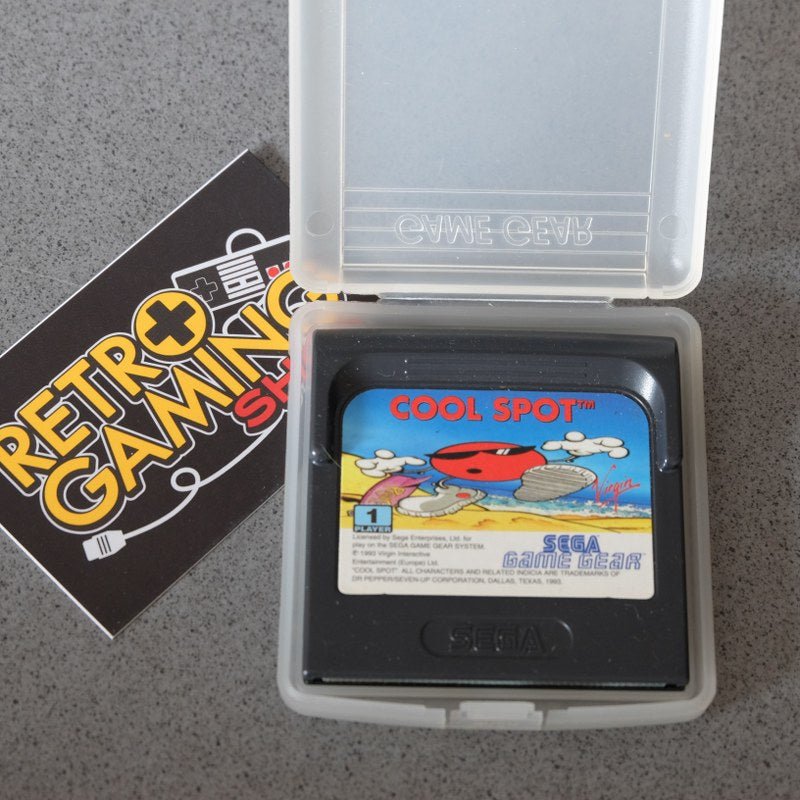 GAME GEAR
RETRO
GAMING
COOL SPOT™
Virgin
1
PLAYER
Licensed by Sega Enterprises, Ltd. for
play on the SEGA GAME GEAR SYSTEM.
© 1993 Virgin Interactive
Entertainment (Europe) Ltd.
"COOL SPOT" ALL CHARACTERS AND RELATED INDICIA ARE TRADEMARKS OF
DR PEPPER/SEVEN-UP CORPORATION, DALLAS, TEXAS, 1993.
SEGA
GAME GEAR™
SEGA